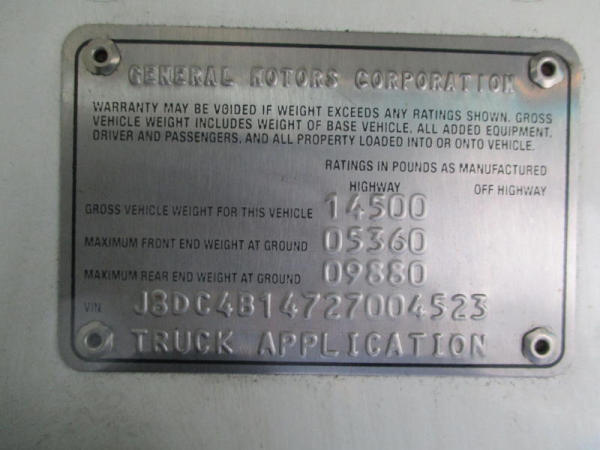 GENERAL MOTORS CORPORATION
WARRANTY MAY BE VOIDED IF WEIGHT EXCEEDS ANY RATINGS SHOWN. GROSS
VEHICLE WEIGHT INCLUDES WEIGHT OF BASE VEHICLE, ALL ADDED EQUIPMENT,
DRIVER AND PASSENGERS, AND ALL PROPERTY LOADED INTO OR ONTO VEHICLE.
RATINGS IN POUNDS AS MANUFACTURED
HIGHWAY OFF HIGHWAY
GROSS VEHICLE WEIGHT FOR THIS VEHICLE 14500
MAXIMUM FRONT END WEIGHT AT GROUND 05360
MAXIMUM REAR END WEIGHT AT GROUND 09880
VIN J8DC4B14727004523
TRUCK APPLICATION